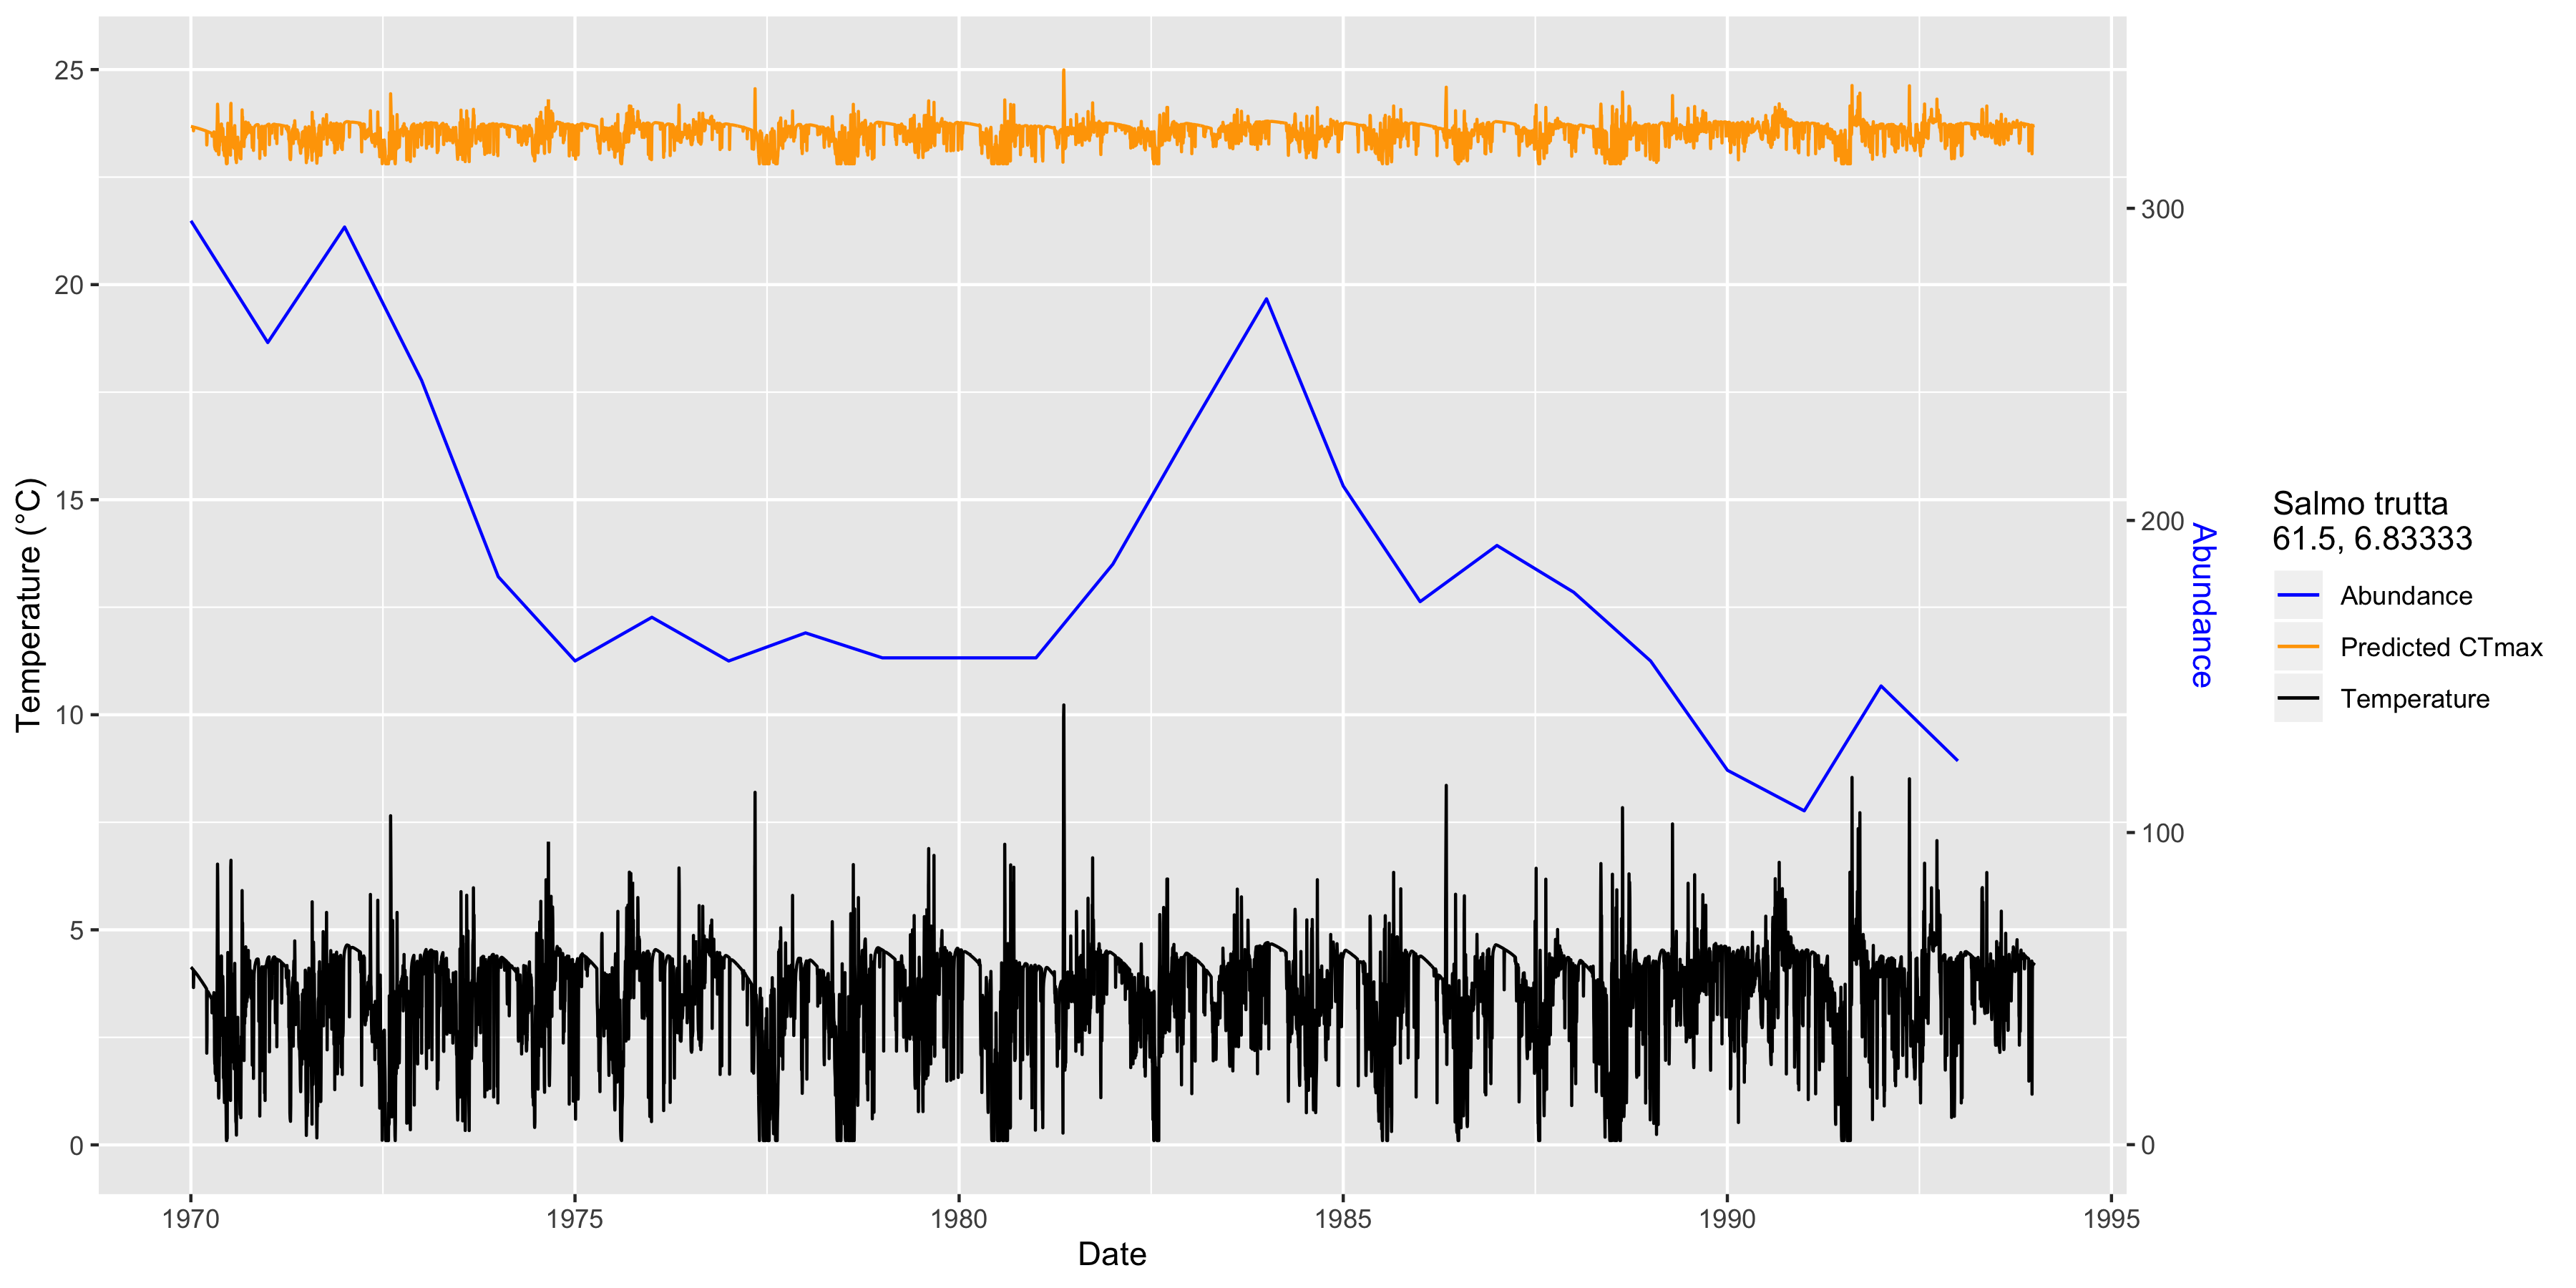 25
20
15
10
5
0
Temperature (°C)
300
200
100
0
Abundance
1970
1975
1980
1985
1990
1995
Date
Salmo trutta
61.5, 6.83333
Abundance
Predicted CTmax
Temperature